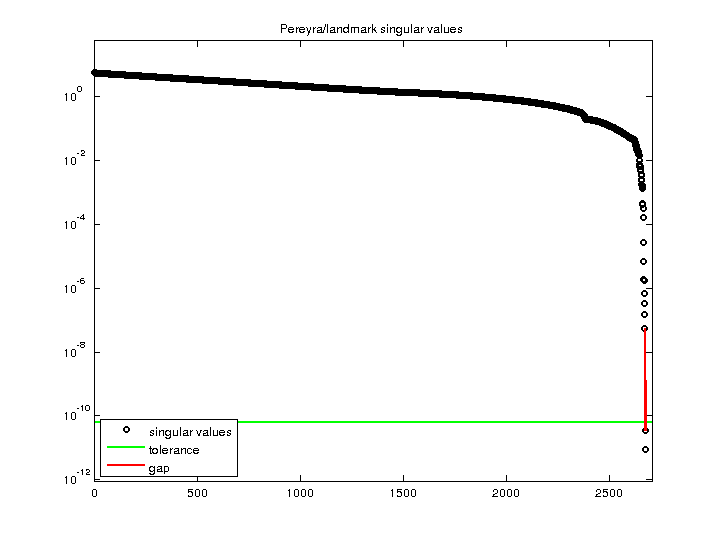 Pereyra/landmark singular values
10^0
10^-2
10^-4
10^-6
10^-8
10^-10
10^-12
singular values
tolerance
gap
0 500 1000 1500 2000 2500